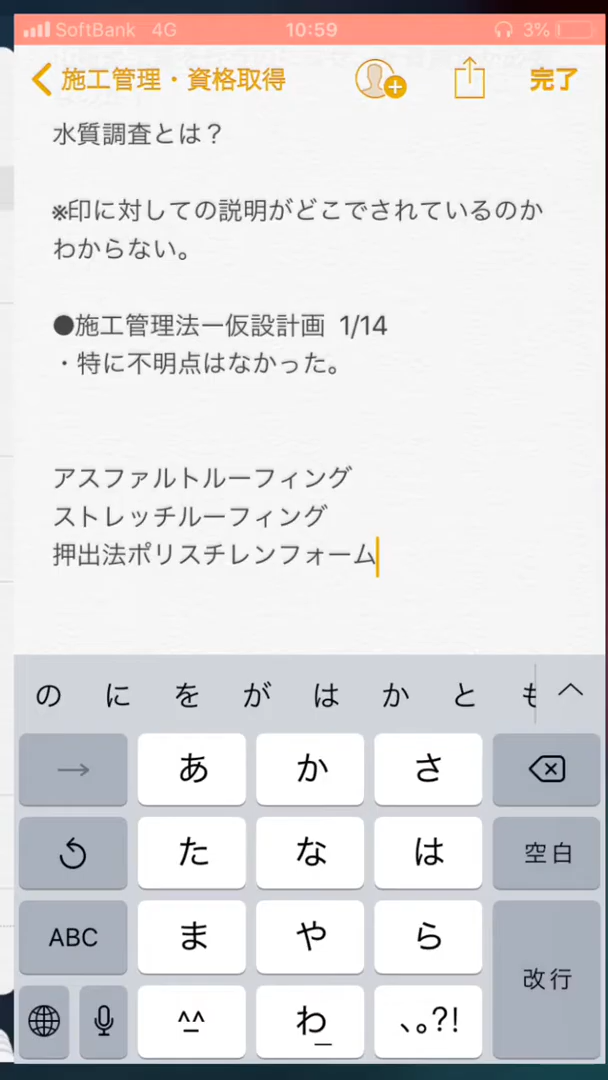 SoftBank 4G 10:59 3%
施工管理・資格取得 完了
水質調査とは？
※印に対しての説明がどこでされているのか
わからない。
●施工管理法ー仮設計画 1/14
・特に不明点はなかった。
アスファルトルーフィング
ストレッチルーフィング
押出法ポリスチレンフォーム
の に を が は か と も
→ あ か さ
た な は 空白
ABC ま や ら
改行
^^ わ_ 、。?!